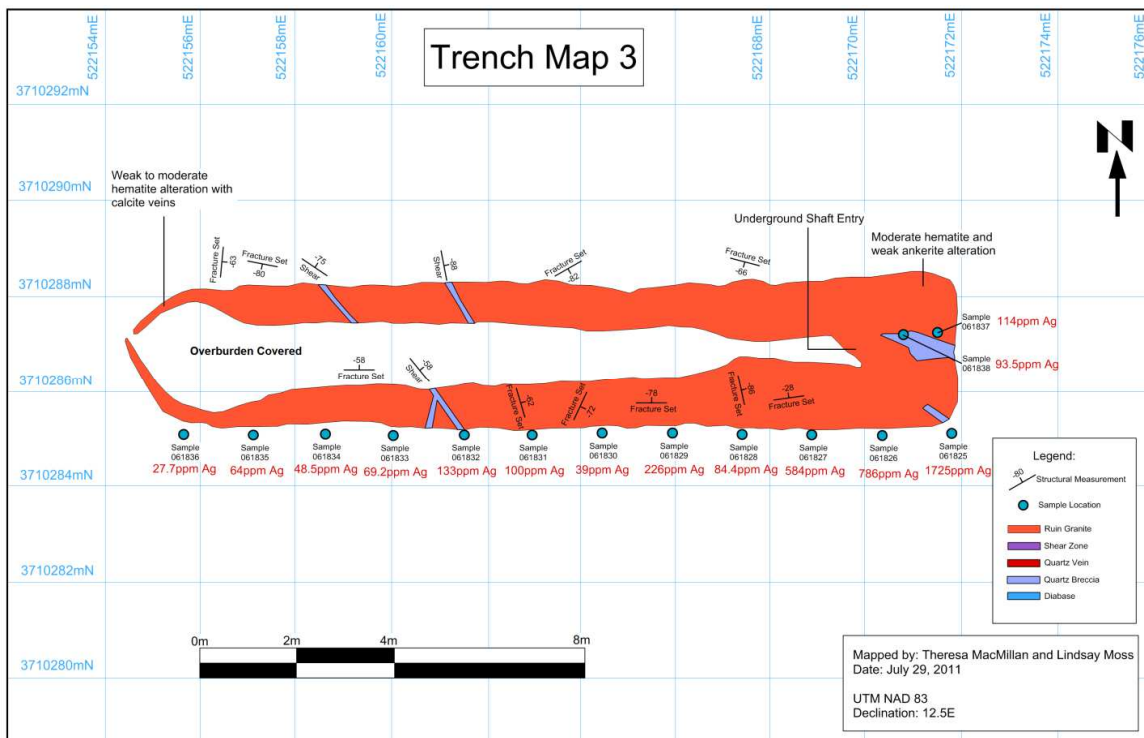 522154mE
522156mE
522158mE
522160mE
Trench Map 3
522168mE
522170mE
522172mE
522174mE
522176mE
3710292mN
N
Weak to moderate
hematite alteration with
calcite veins
3710290mN
Underground Shaft Entry
Moderate hematite and
weak ankerite alteration
Fracture Set
-63
Fracture Set
-80
-75
Shear
-88
Shear
Fracture Set
-82
Fracture Set
-66
3710288mN
Sample
061837
114ppm Ag
Sample
061838
93.5ppm Ag
Overburden Covered
-58
Fracture Set
-58
Shear
3710286mN
-62
Fracture Set
Fracture Set
-72
-78
Fracture Set
-86
Fracture Set
-28
Fracture Set
Sample
061836
27.7ppm Ag
Sample
061835
64ppm Ag
Sample
061834
48.5ppm Ag
Sample
061833
69.2ppm Ag
Sample
061832
133ppm Ag
Sample
061831
100ppm Ag
Sample
061830
39ppm Ag
Sample
061829
226ppm Ag
Sample
061828
84.4ppm Ag
Sample
061827
584ppm Ag
Sample
061826
786ppm Ag
Sample
061825
1725ppm Ag
3710284mN
Legend:
-80
Structural Measurement
Sample Location
Ruin Granite
Shear Zone
Quartz Vein
Quartz Breccia
Diabase
3710282mN
0m
2m
4m
8m
3710280mN
Mapped by: Theresa MacMillan and Lindsay Moss
Date: July 29, 2011
UTM NAD 83
Declination: 12.5E